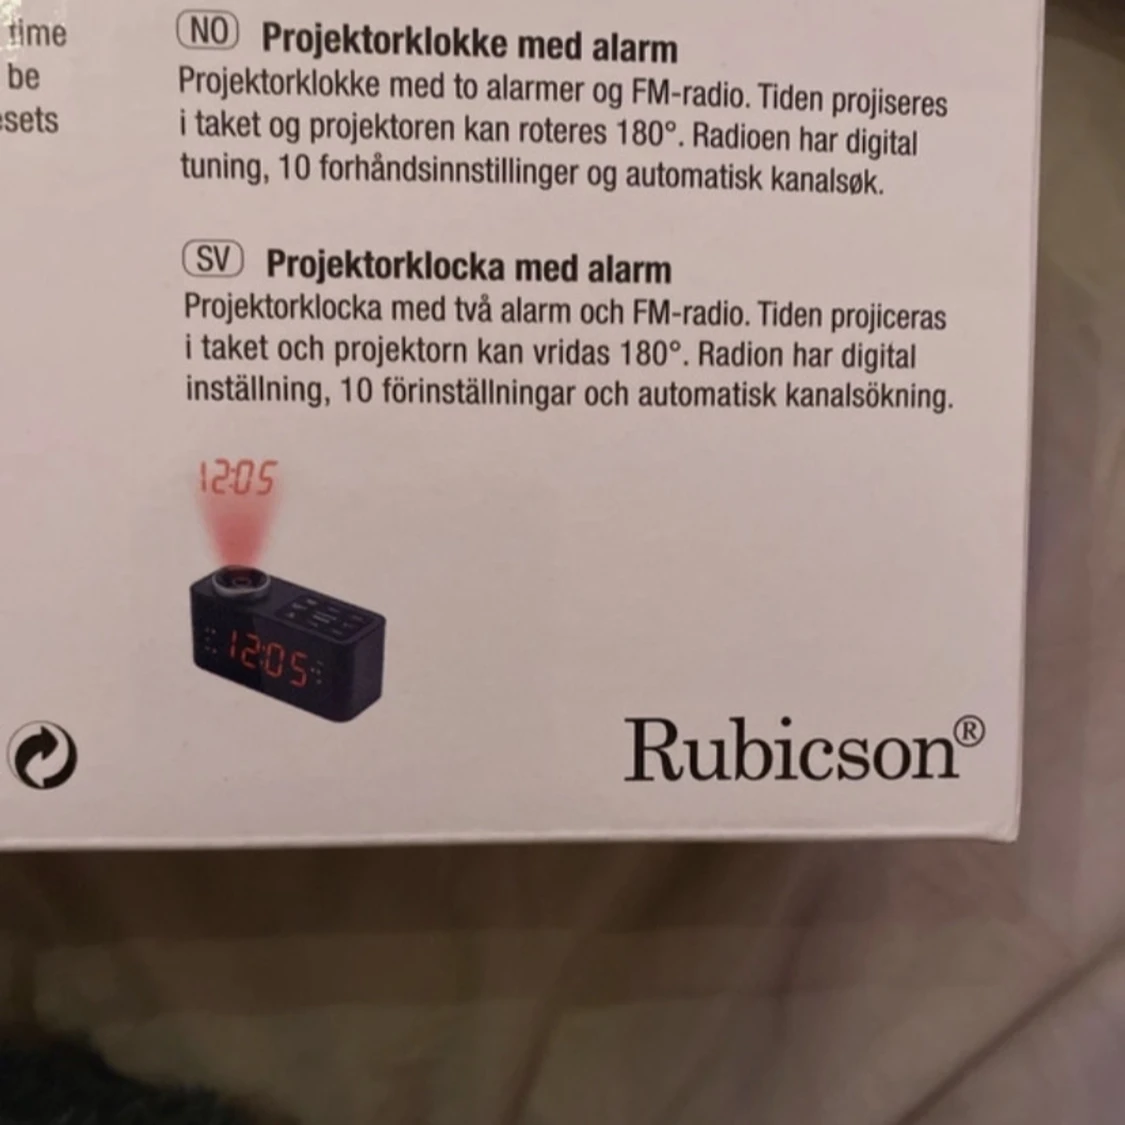 time
be
sets
NO Projektorklokke med alarm
Projektorklokke med to alarmer og FM-radio. Tiden projiseres
i taket og projektoren kan roteres 180°. Radioen har digital
tuning, 10 forhåndsinnstillinger og automatisk kanalsøk.
SV Projektorklocka med alarm
Projektorklocka med två alarm och FM-radio. Tiden projiceras
i taket och projektorn kan vridas 180°. Radion har digital
inställning, 10 förinställningar och automatisk kanalsökning.
12:05
12:05
Rubicson®